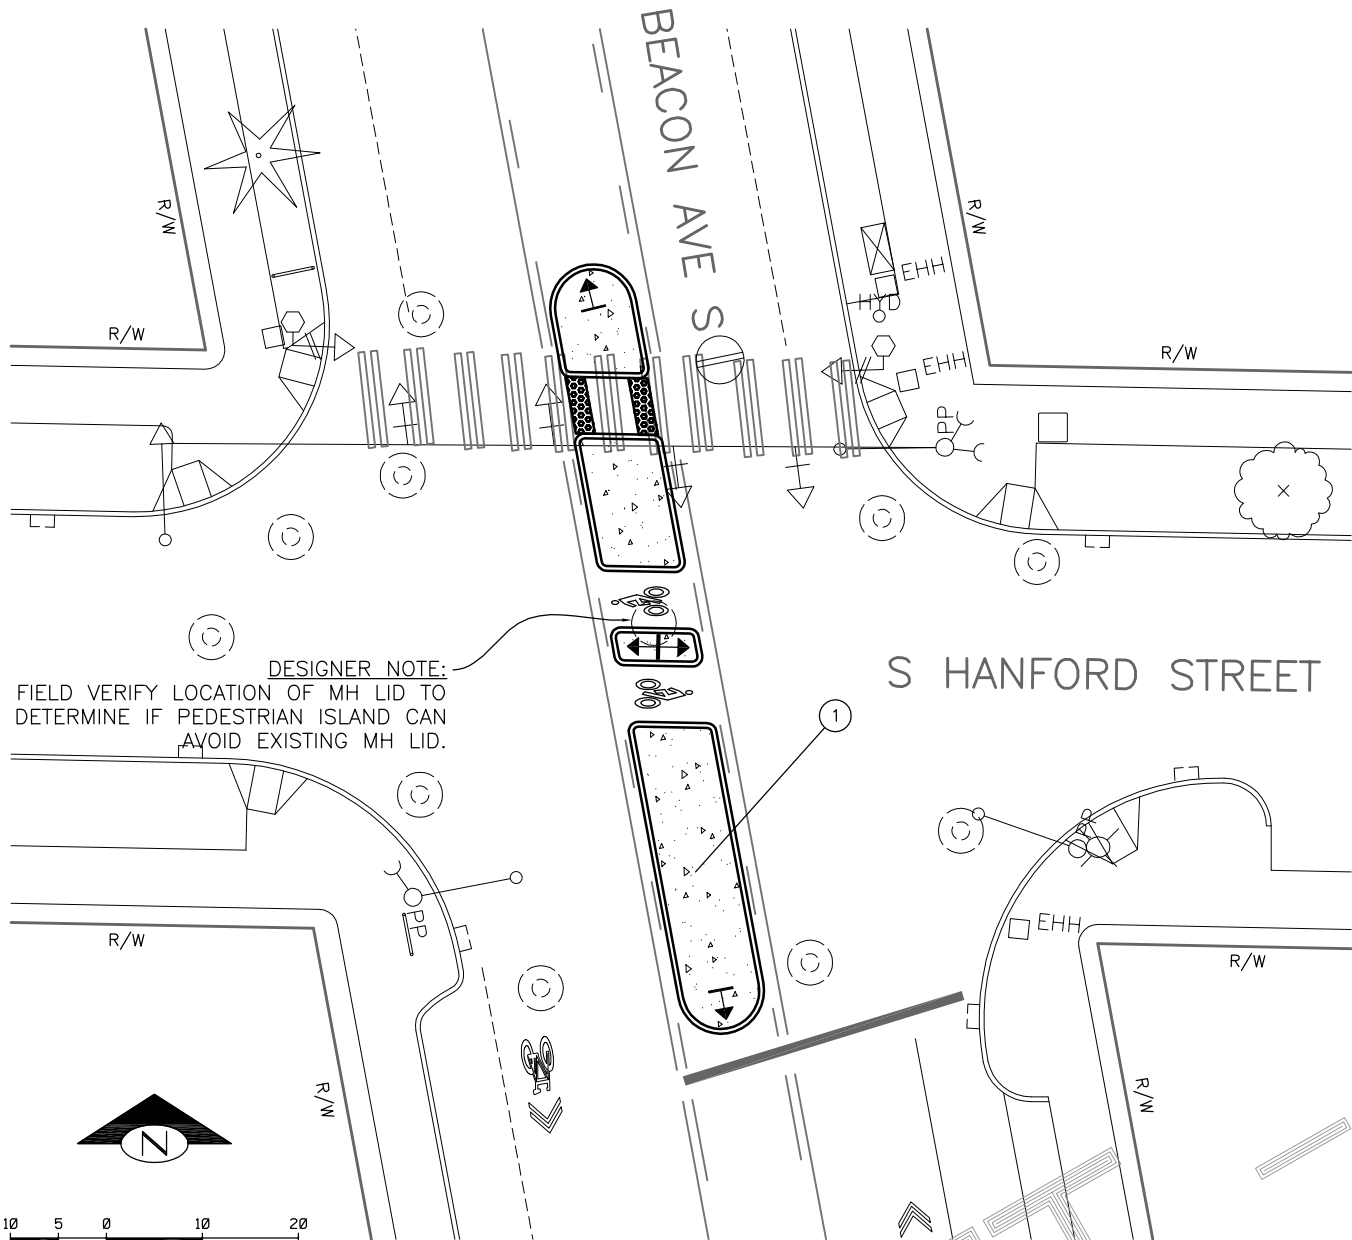 BEACON AVE S
R/W
R/W
EHH
HYD
R/W
R/W
EHH
PP
DESIGNER NOTE:
FIELD VERIFY LOCATION OF MH LID TO
DETERMINE IF PEDESTRIAN ISLAND CAN
AVOID EXISTING MH LID.
S HANFORD STREET
1
PP
EHH
R/W
R/W
R/W
R/W
N
10 5 0 10 20